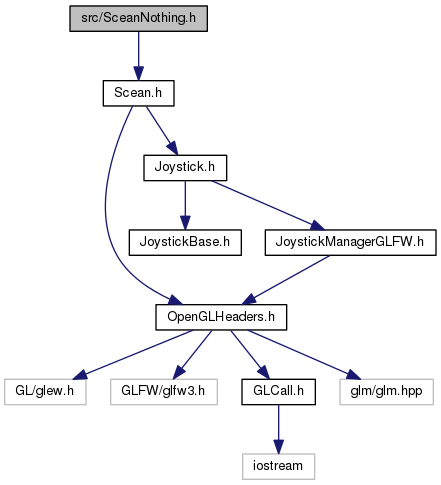 src/SceanNothing.h
Scean.h
Joystick.h
JoystickBase.h
JoystickManagerGLFW.h
OpenGLHeaders.h
GL/glew.h
GLFW/glfw3.h
GLCall.h
glm/glm.hpp
iostream